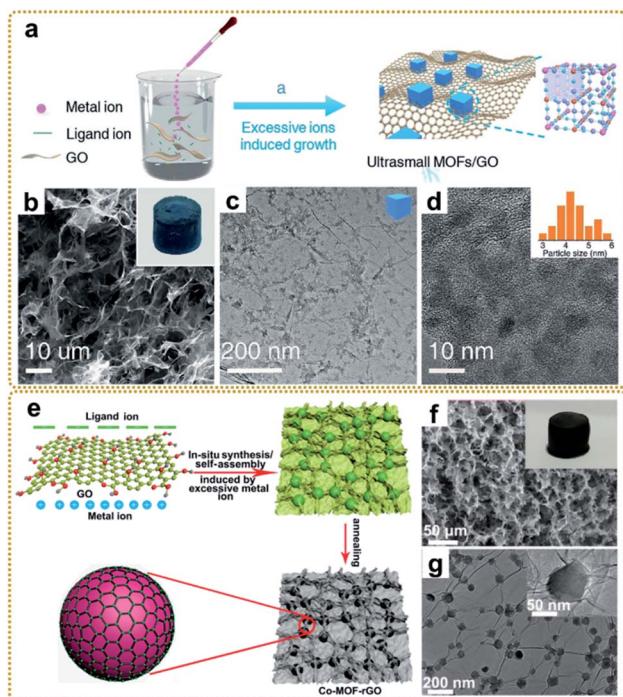 a
Metal ion
Ligand ion
GO
a
Excessive ions
induced growth
Ultrasmall MOFs/GO
b
10 um
c
200 nm
d
3 4 5 6
Particle size (nm)
10 nm
e
Ligand ion
GO
Metal ion
In-situ synthesis/
self-assembly
induced by
excessive metal
ion
annealing
Co-MOF-rGO
f
50 μm
g
50 nm
200 nm